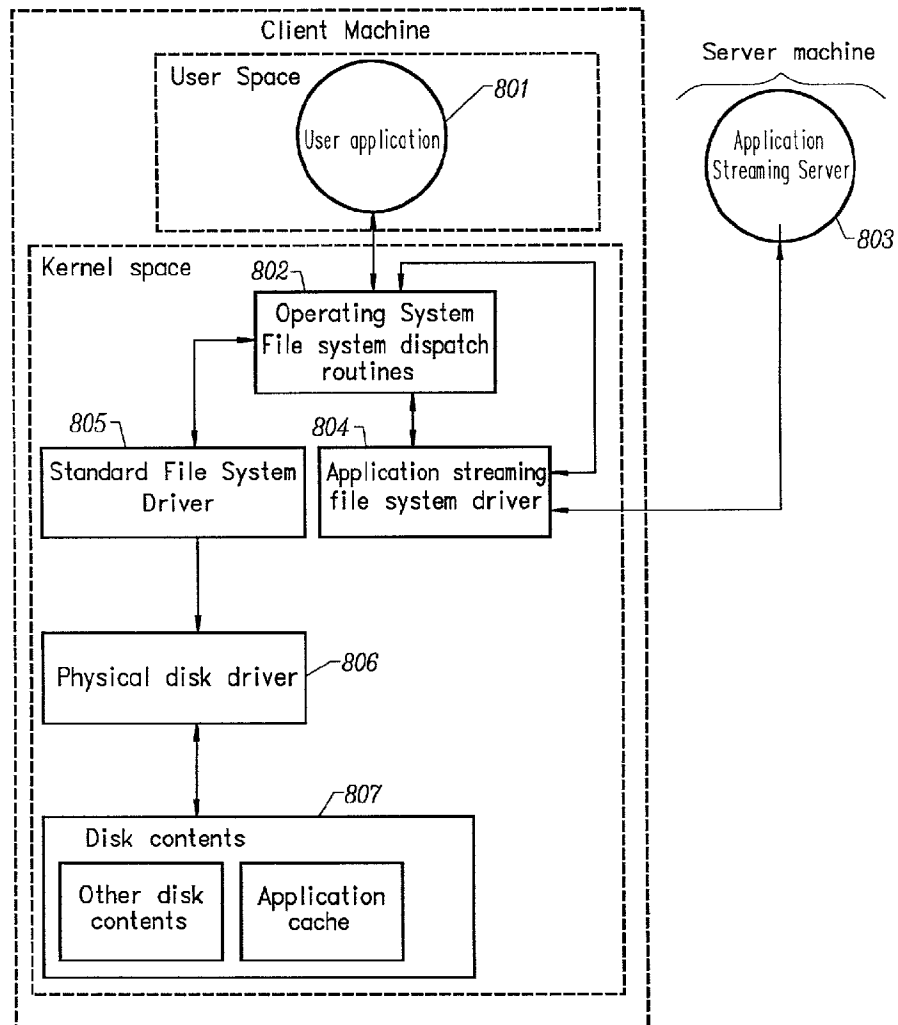 Client Machine
User Space
801
User application
Server machine
Application
Streaming Server
803
Kernel space
802
Operating System
File system dispatch
routines
805
Standard File System
Driver
804
Application streaming
file system driver
Physical disk driver
806
807
Disk contents
Other disk
contents
Application
cache